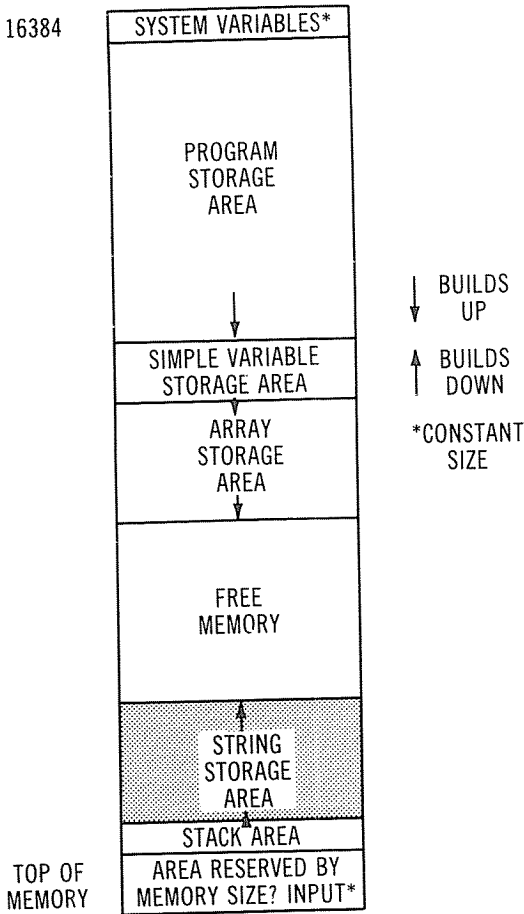 16384
SYSTEM VARIABLES*
PROGRAM
STORAGE
AREA
BUILDS
UP
SIMPLE VARIABLE
STORAGE AREA
BUILDS
DOWN
ARRAY
STORAGE
AREA
*CONSTANT
SIZE
FREE
MEMORY
STRING
STORAGE
AREA
STACK AREA
TOP OF
MEMORY
AREA RESERVED BY
MEMORY SIZE? INPUT*